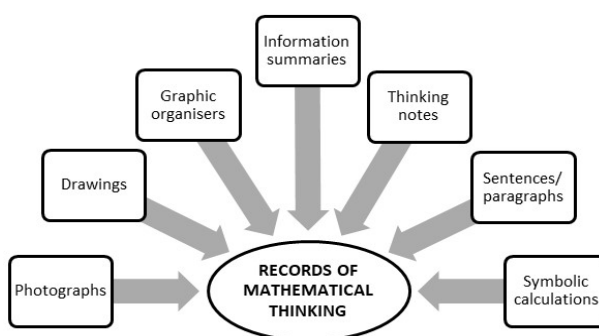 Information
summaries
Graphic
organisers
Thinking
notes
Drawings
Sentences/
paragraphs
Photographs
RECORDS OF
MATHEMATICAL
THINKING
Symbolic
calculations